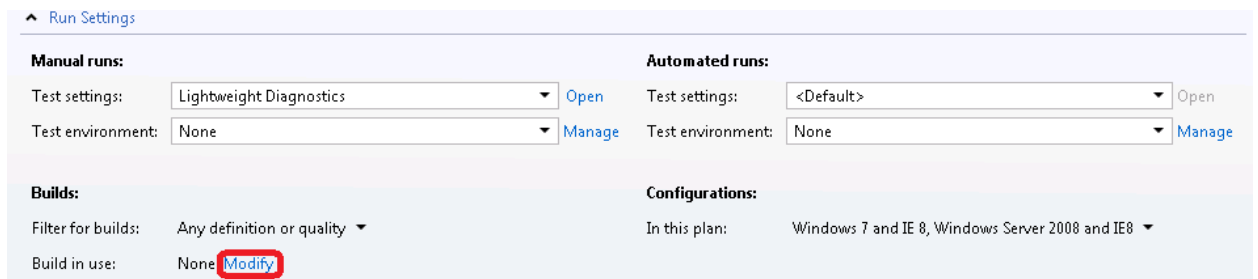 Run Settings
Manual runs:
Test settings: Lightweight Diagnostics Open
Test environment: None Manage
Automated runs:
Test settings: <Default> Open
Test environment: None Manage
Builds:
Filter for builds: Any definition or quality
Build in use: None Modify
Configurations:
In this plan: Windows 7 and IE 8, Windows Server 2008 and IE8